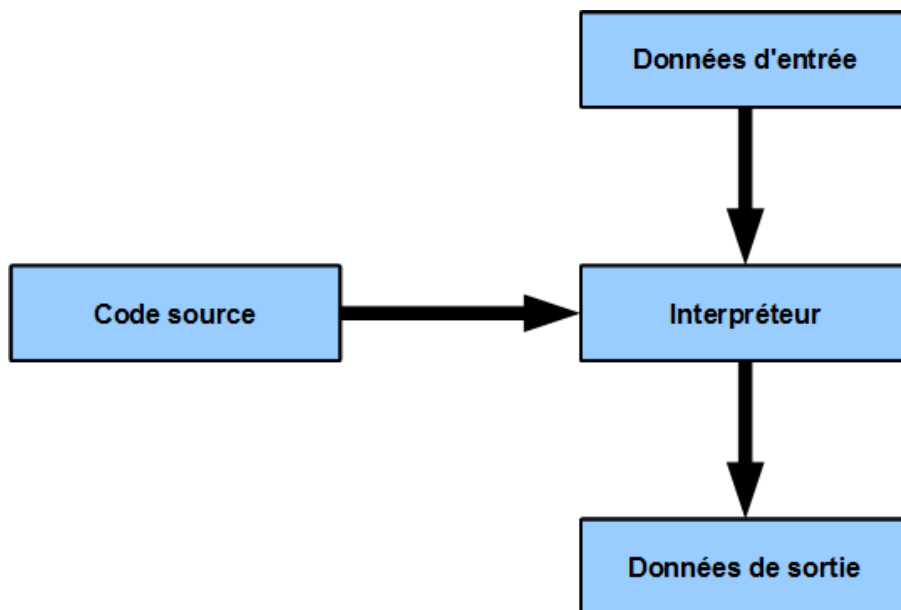 Données d'entrée
Code source
Interpréteur
Données de sortie